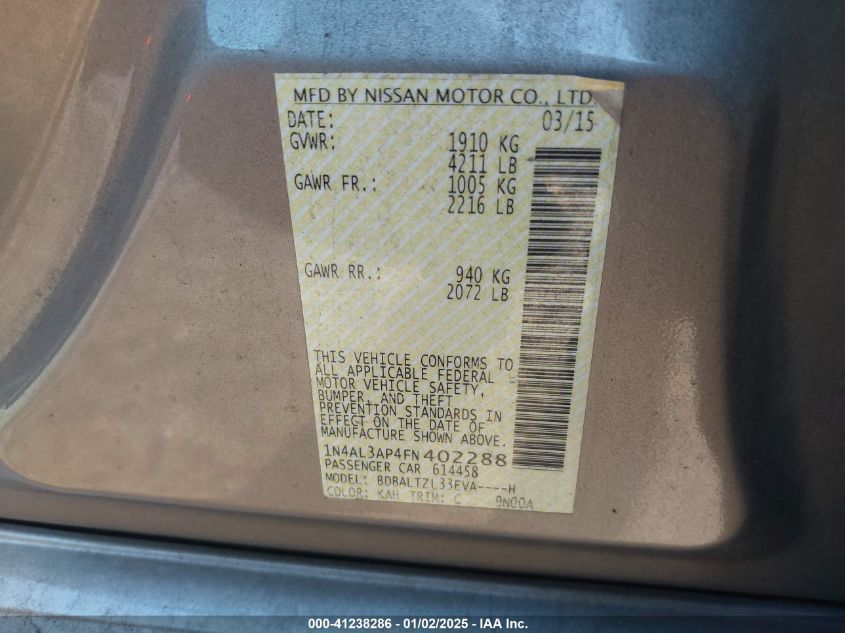 MFD BY NISSAN MOTOR CO., LTD.
DATE: 03/15
GVWR: 1910 KG
4211 LB
GAWR FR.: 1005 KG
2216 LB
GAWR RR.: 940 KG
2072 LB
THIS VEHICLE CONFORMS TO
ALL APPLICABLE FEDERAL
MOTOR VEHICLE SAFETY,
BUMPER, AND THEFT
PREVENTION STANDARDS IN
EFFECT ON THE DATE OF
MANUFACTURE SHOWN ABOVE.
1N4AL3AP4FN402288
PASSENGER CAR 614458
MODEL: BDBALTZL33EVA----H
COLOR: KAH TRIM: C 9N00A
000-41238286 - 01/02/2025 - IAA Inc.